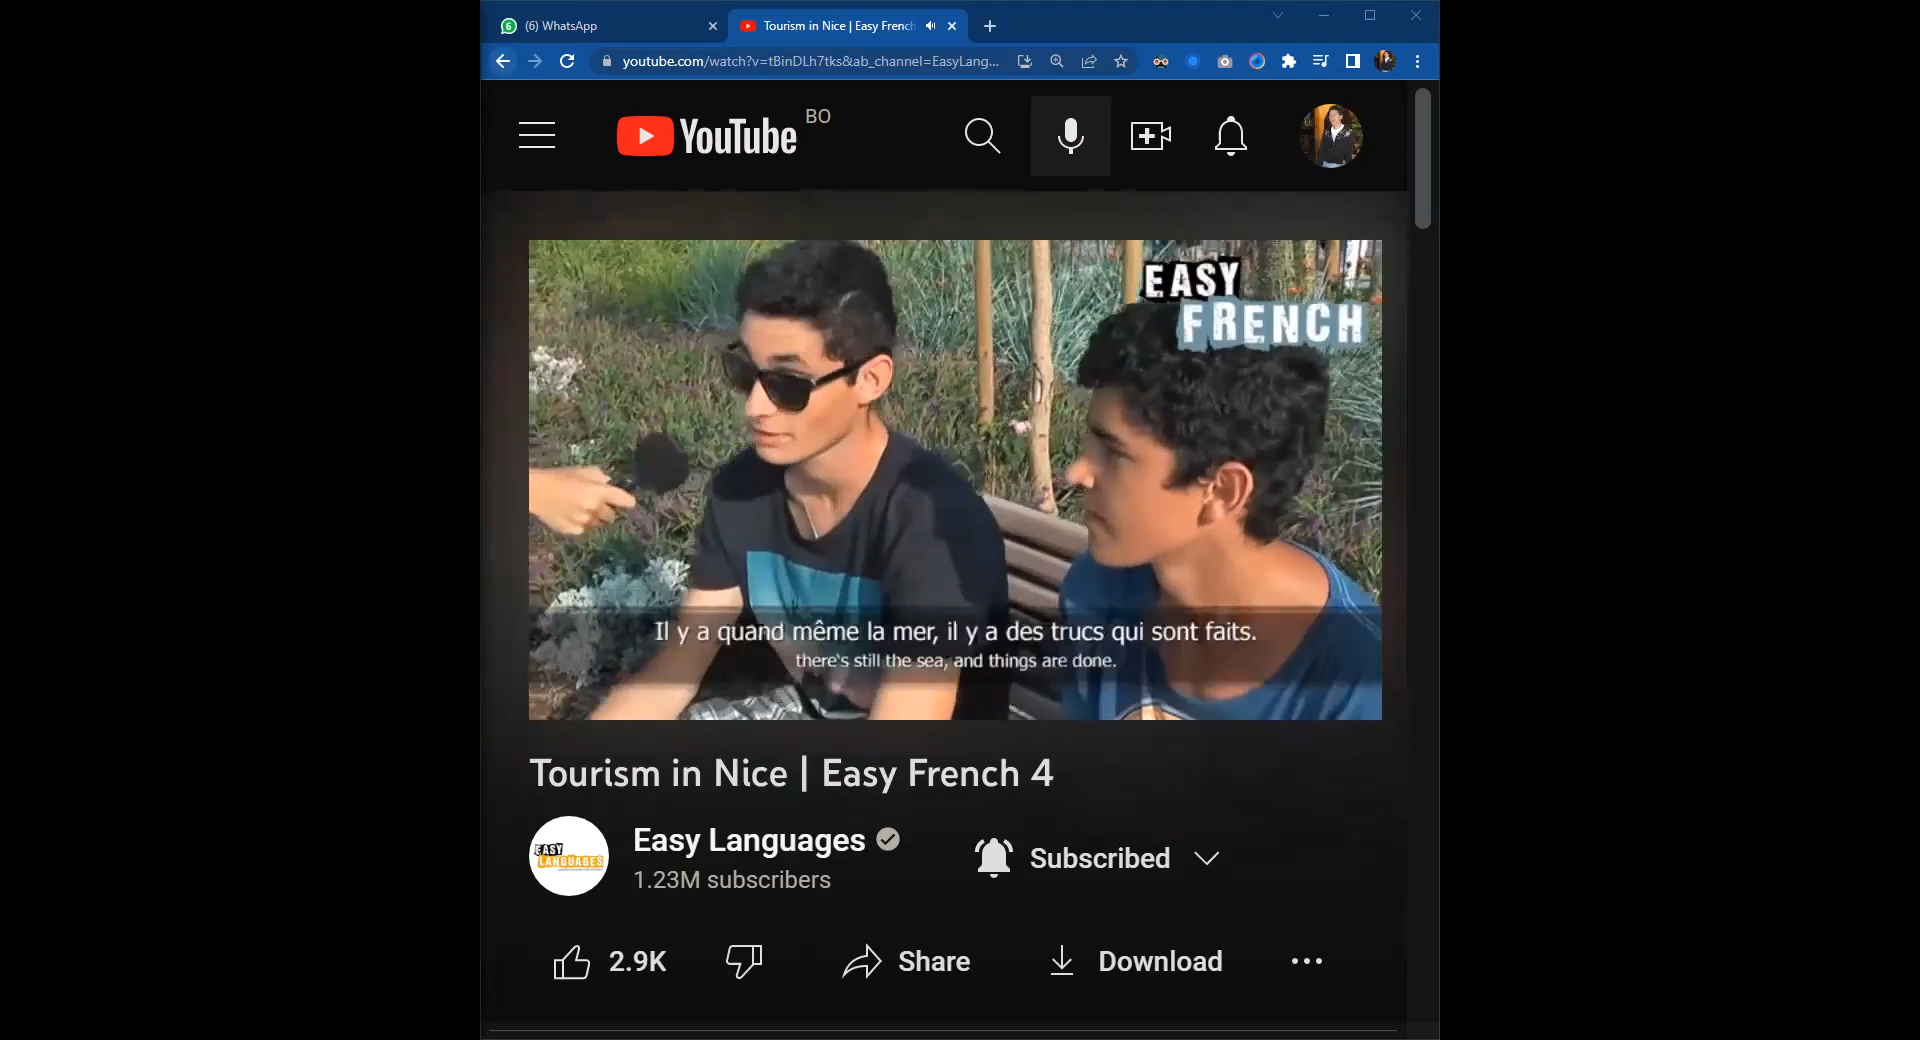 6
(6) WhatsApp
Tourism in Nice | Easy French
youtube.com/watch?v=tBinDLh7tks&ab_channel=EasyLang...
YouTube BO
EASY
FRENCH
Il y a quand même la mer, il y a des trucs qui sont faits.
there's still the sea, and things are done.
Tourism in Nice | Easy French 4
EASY
LANGUAGES
Easy Languages
1.23M subscribers
Subscribed
2.9K
Share
Download